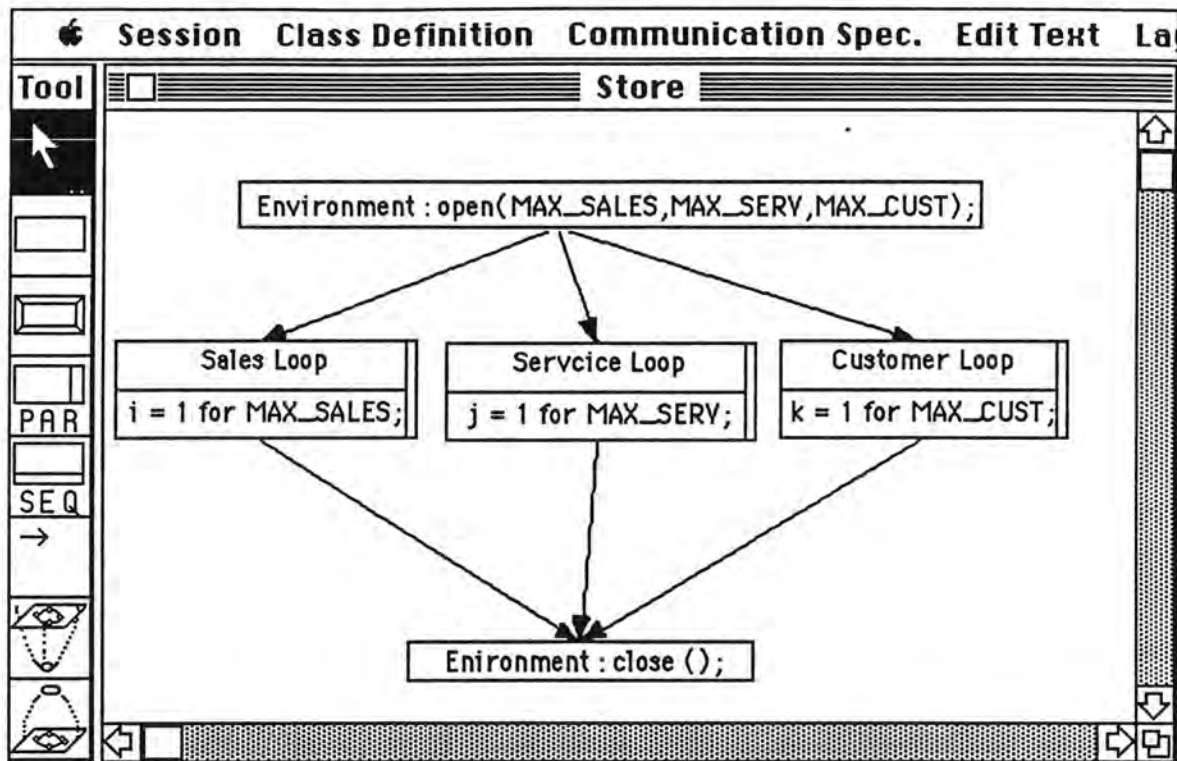 Session Class Definition Communication Spec. Edit Text Lay
Tool
Store
Environment : open(MAX_SALES,MAX_SERV,MAX_CUST);
Sales Loop
i = 1 for MAX_SALES;
Servcice Loop
j = 1 for MAX_SERV;
Customer Loop
k = 1 for MAX_CUST;
PAR
SEQ
Enironment : close ();